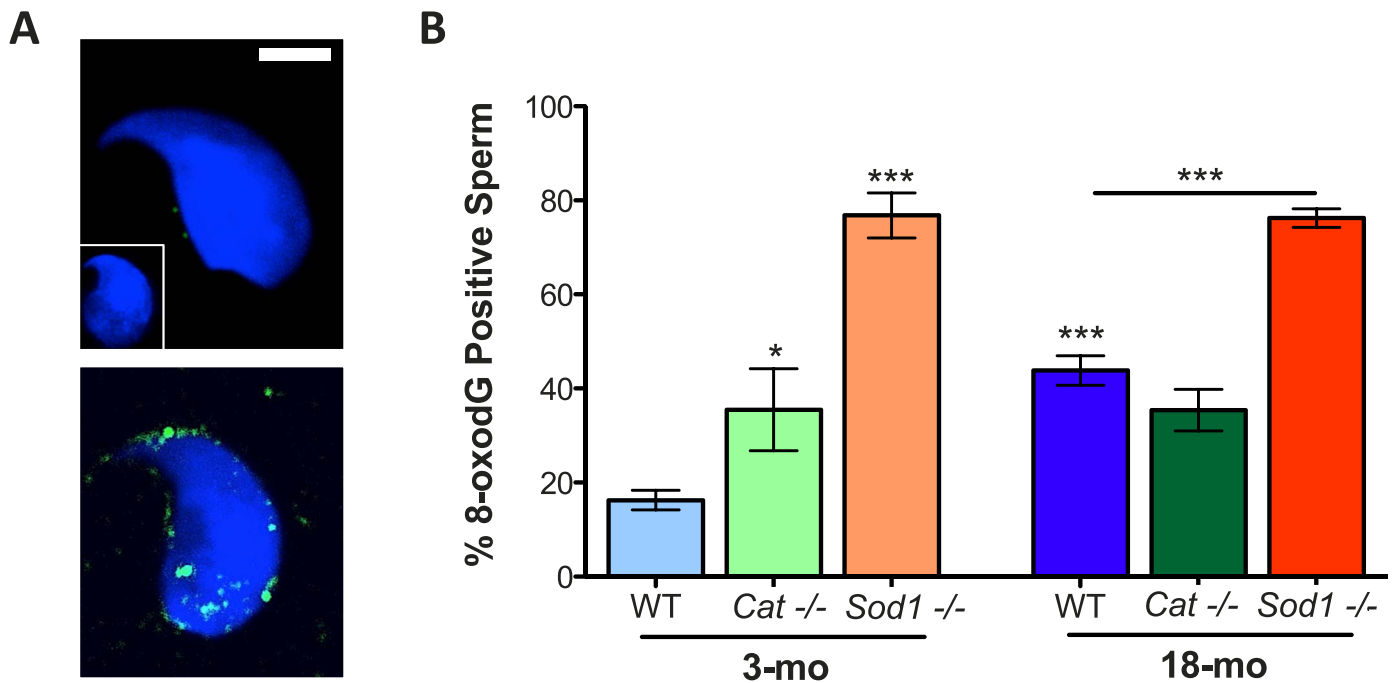 A
B
% 8-oxodG Positive Sperm
100
80
60
40
20
0
*
***
***
***
WT
Cat -/-
Sod1 -/-
WT
Cat -/-
Sod1 -/-
3-mo
18-mo